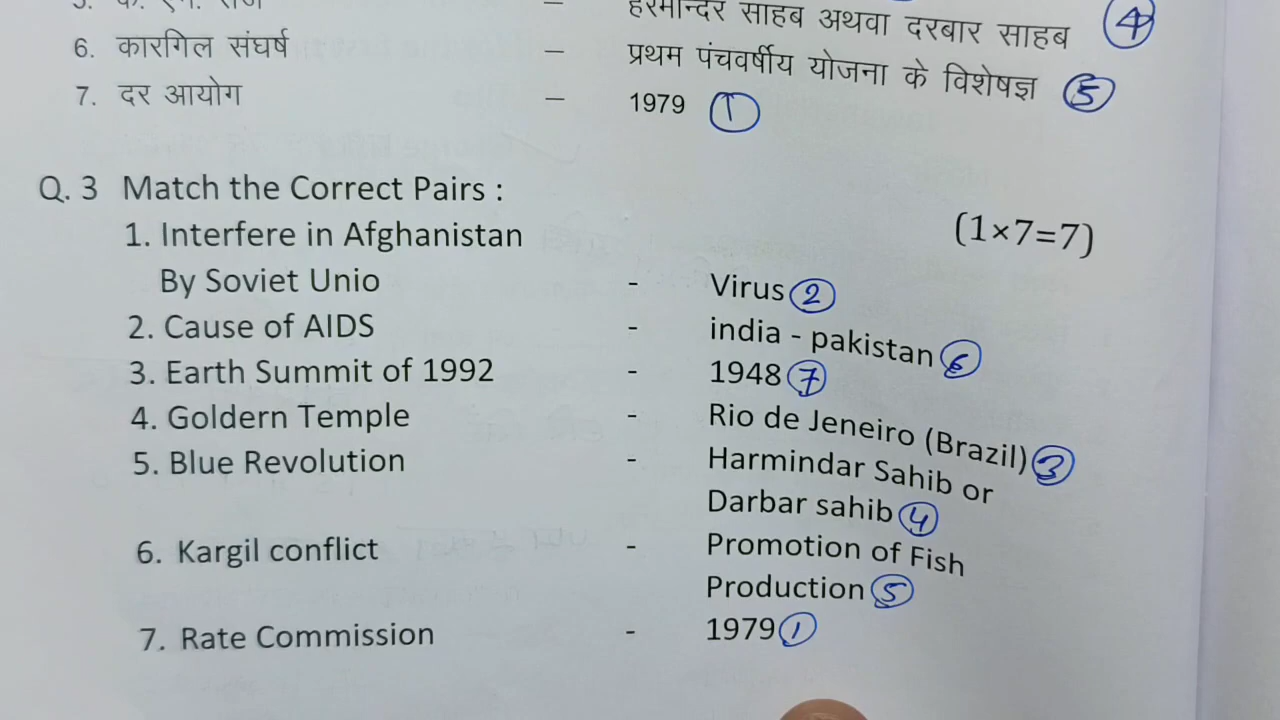 हरमन्दिर साहब अथवा दरबार साहब 4
6. कारगिल संघर्ष – प्रथम पंचवर्षीय योजना के विशेषज्ञ 5
7. दर आयोग – 1979 1
Q. 3 Match the Correct Pairs :
1. Interfere in Afghanistan (1×7=7)
By Soviet Unio - Virus 2
2. Cause of AIDS - india - pakistan 6
3. Earth Summit of 1992 - 1948 7
4. Goldern Temple - Rio de Jeneiro (Brazil) 3
5. Blue Revolution - Harmindar Sahib or
Darbar sahib 4
6. Kargil conflict - Promotion of Fish
Production 5
7. Rate Commission - 1979 1